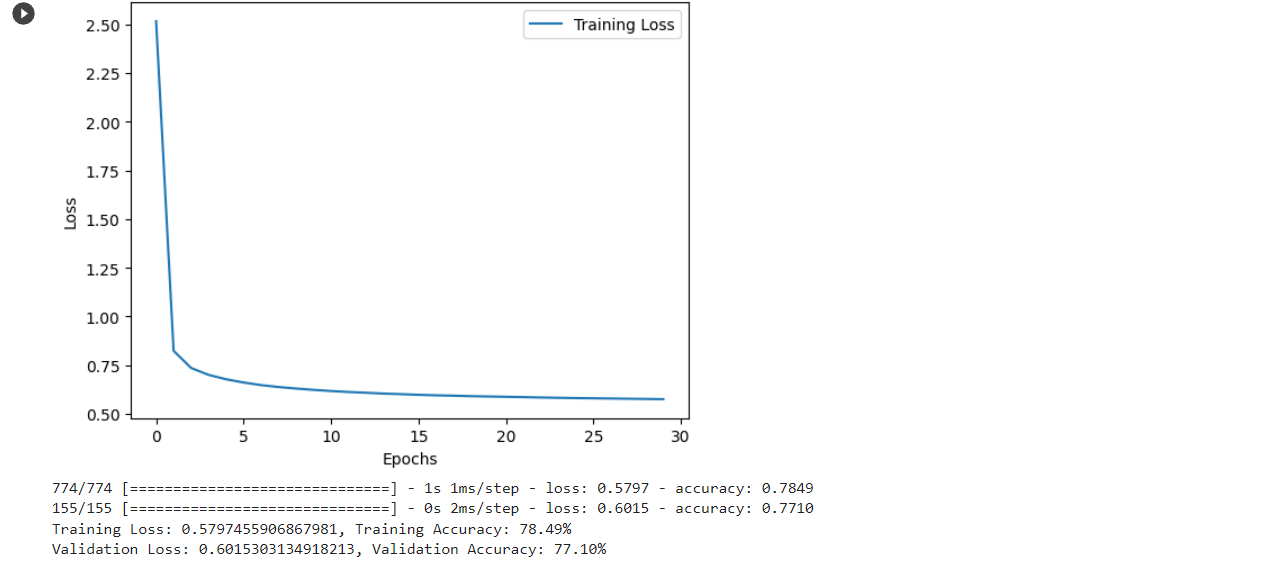 2.50
2.25
2.00
1.75
1.50
1.25
1.00
0.75
0.50
Loss
Training Loss
0 5 10 15 20 25 30
Epochs
774/774 [==============================] - 1s 1ms/step - loss: 0.5797 - accuracy: 0.7849
155/155 [==============================] - 0s 2ms/step - loss: 0.6015 - accuracy: 0.7710
Training Loss: 0.5797455906867981, Training Accuracy: 78.49%
Validation Loss: 0.6015303134918213, Validation Accuracy: 77.10%